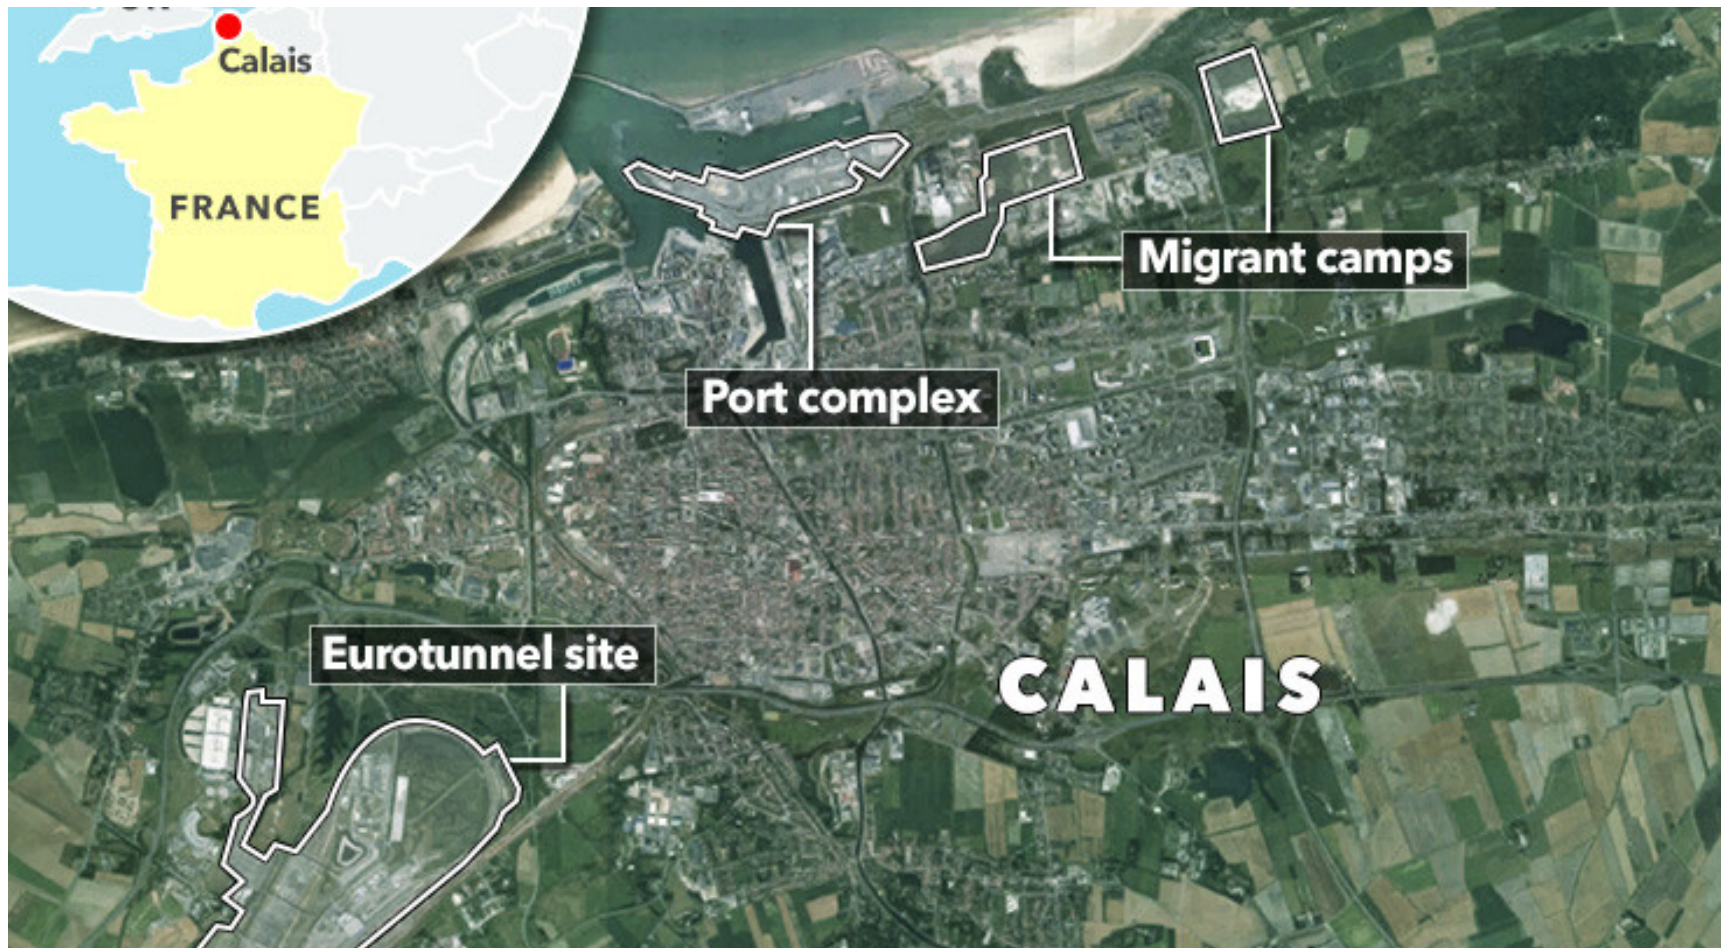 Calais
FRANCE
Migrant camps
Port complex
Eurotunnel site
CALAIS